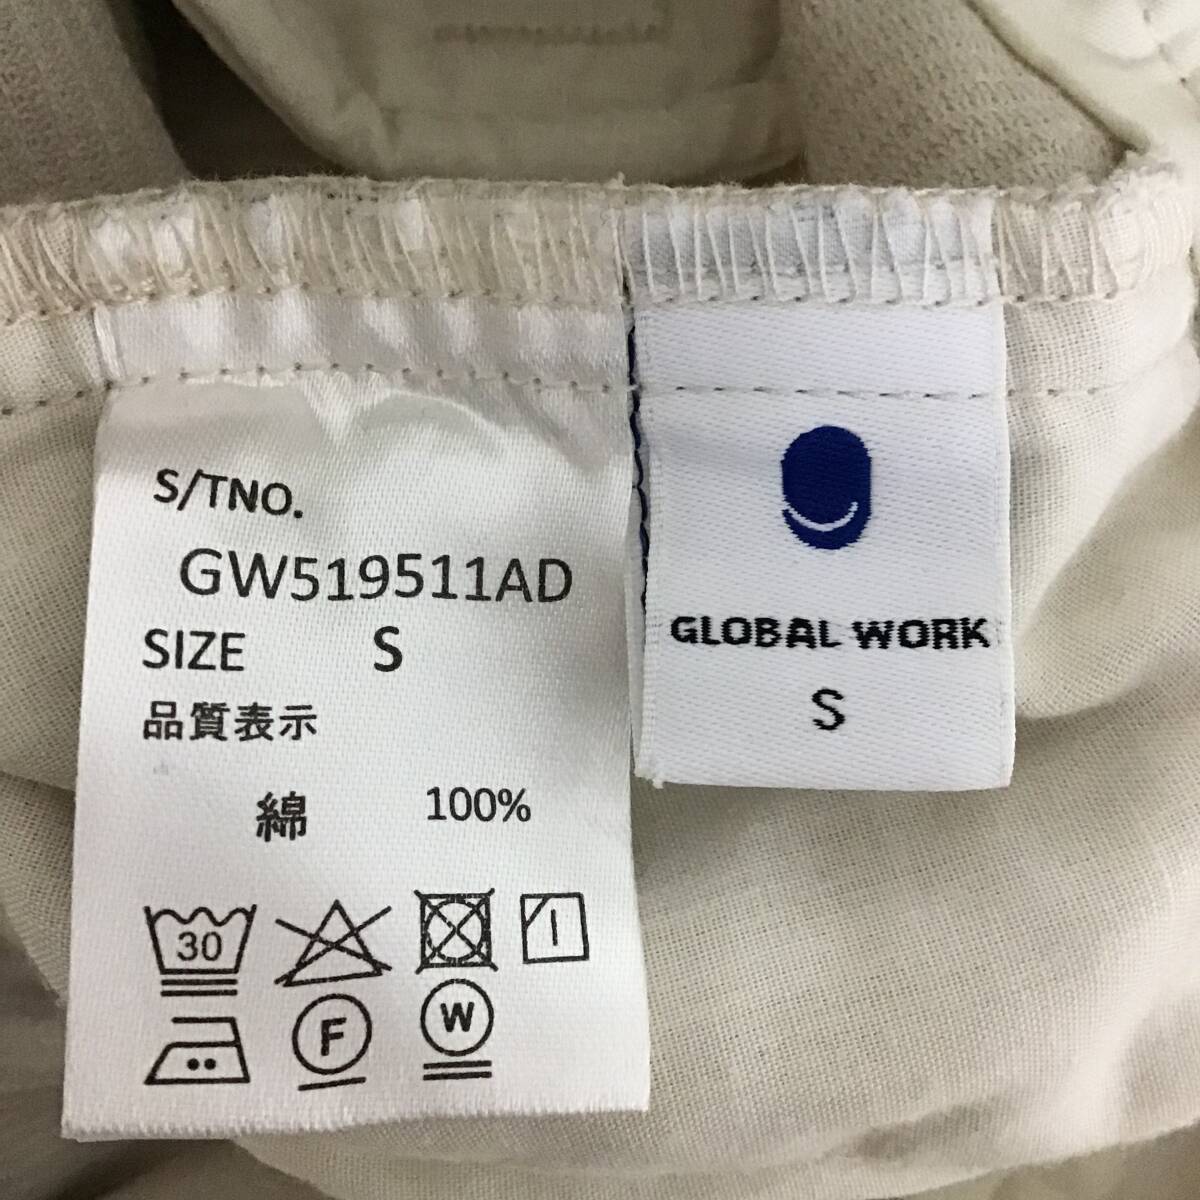 S/TNO.
GW519511AD
SIZE S
品質表示
綿 100%
30
F
W
GLOBAL WORK
S